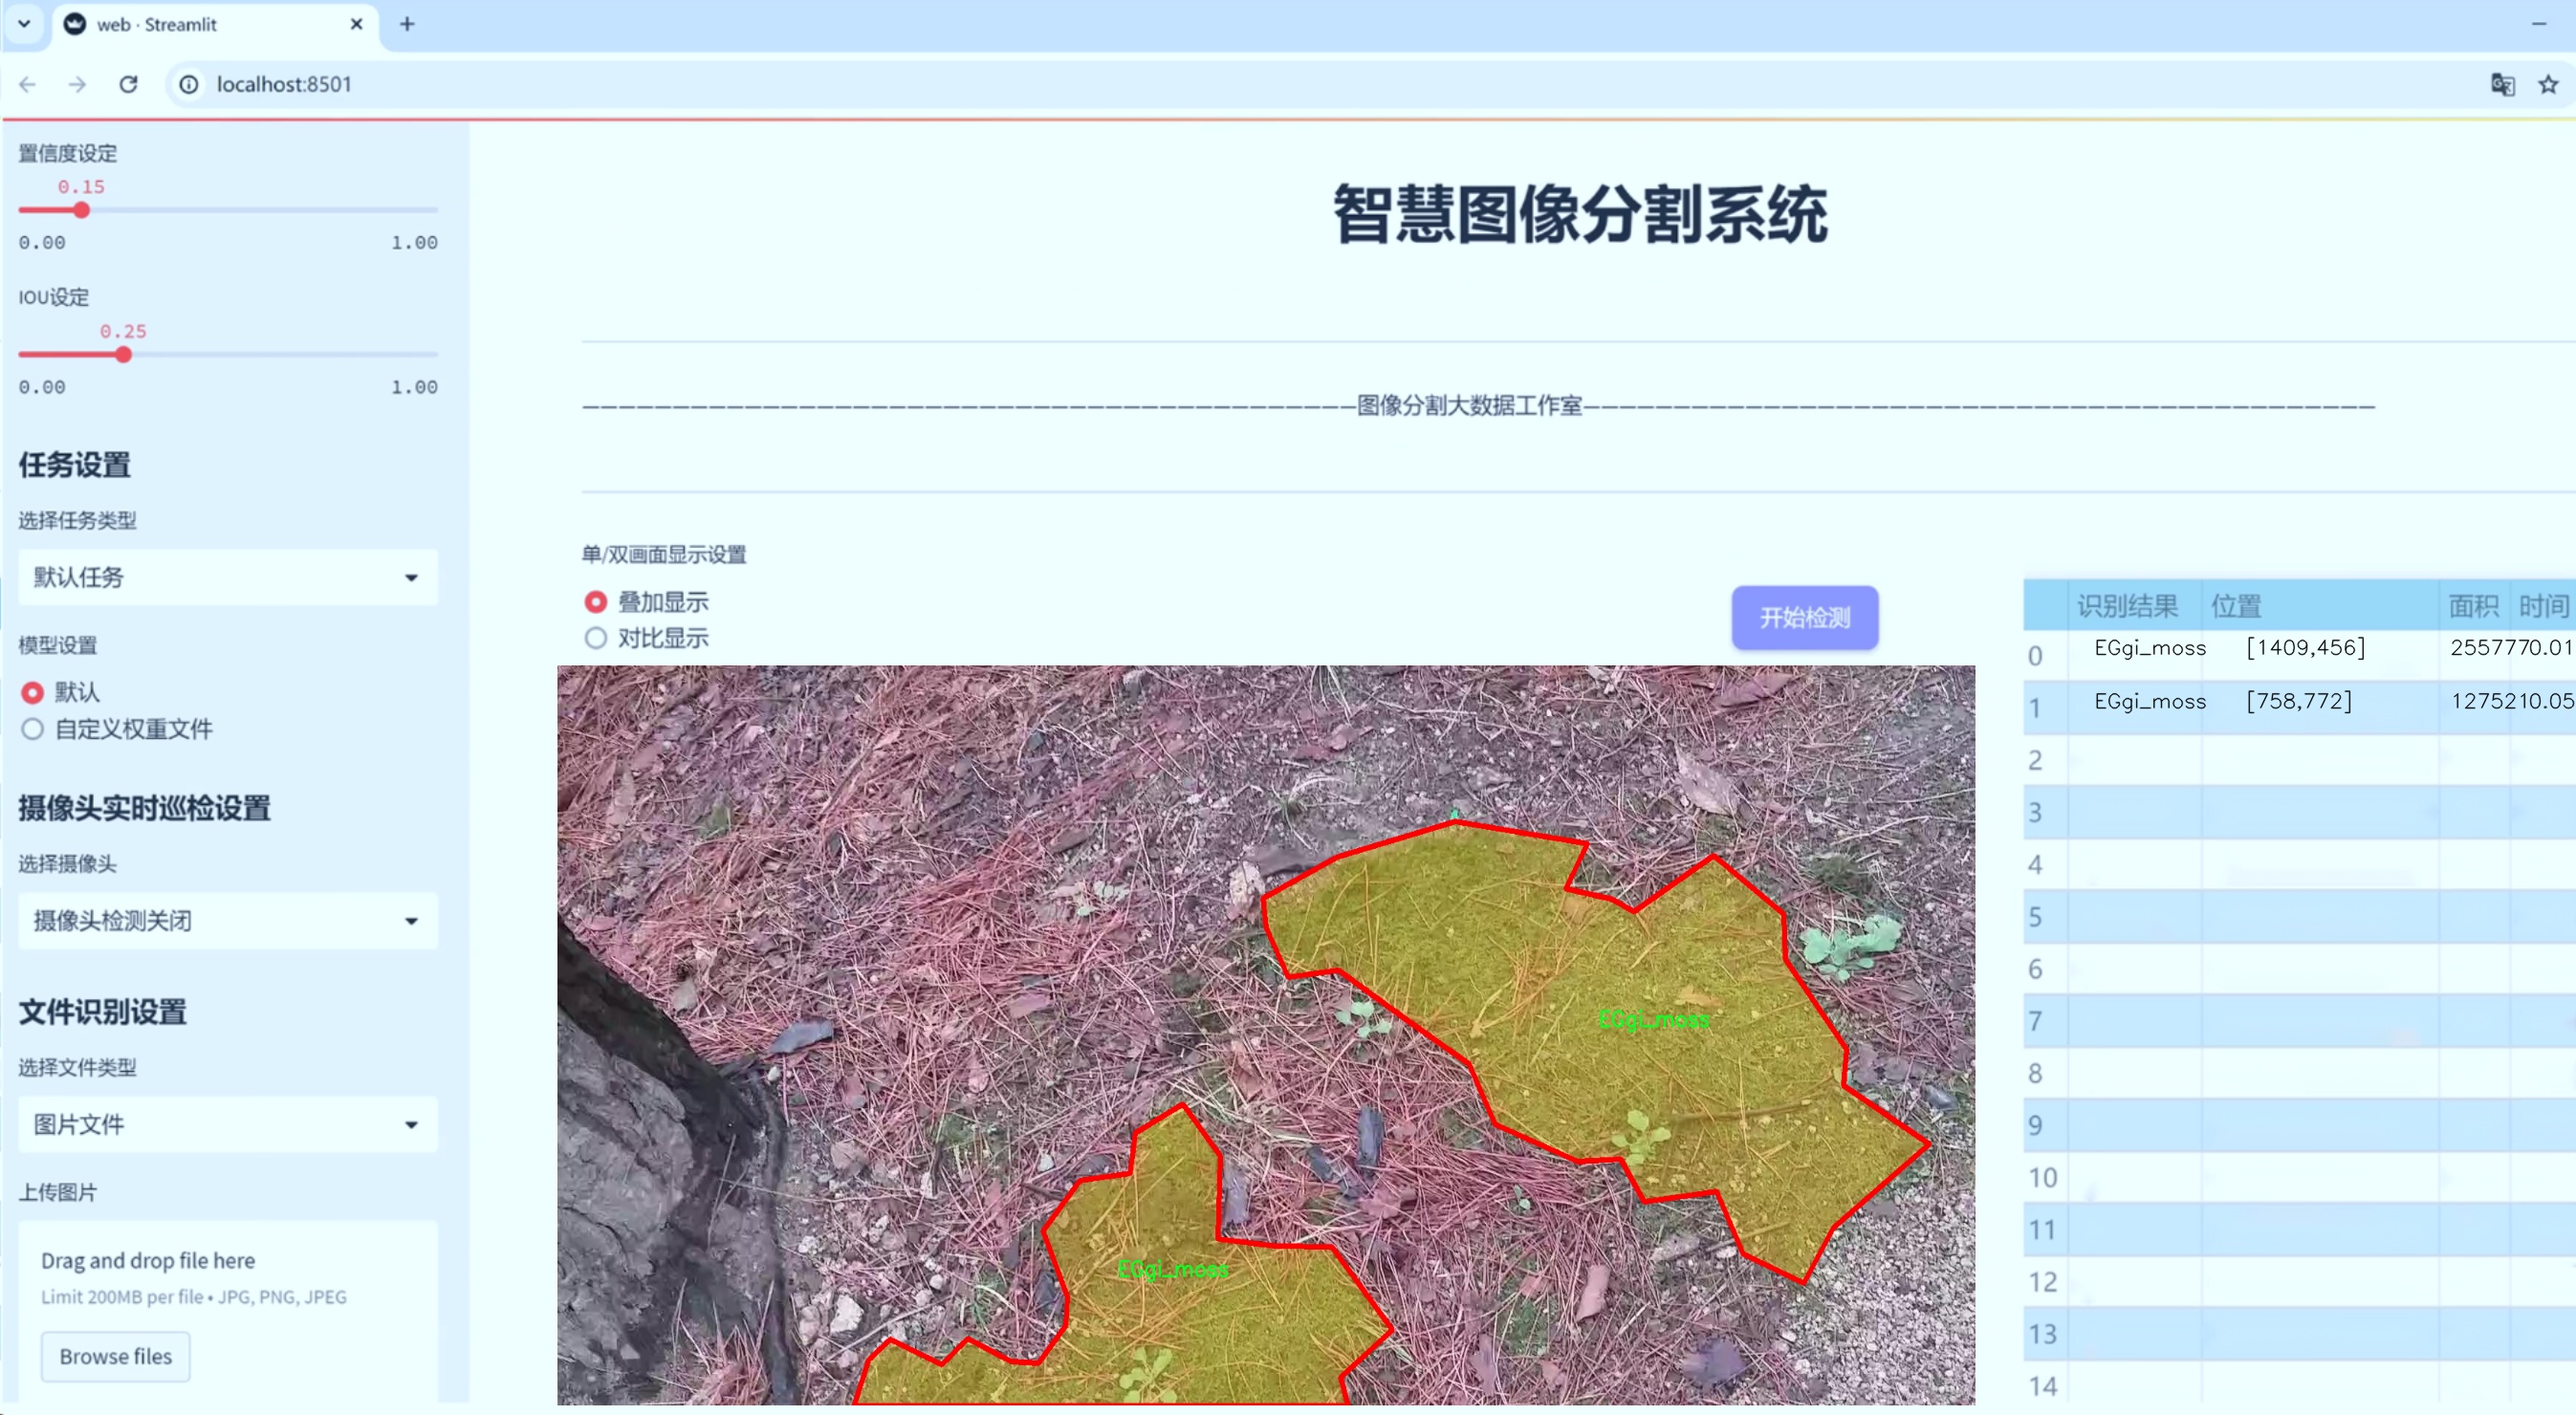 web · Streamlit
localhost:8501
置信度设定
0.15
0.00 1.00
IOU设定
0.25
0.00 1.00
任务设置
选择任务类型
默认任务
模型设置
默认
自定义权重文件
摄像头实时巡检设置
选择摄像头
摄像头检测关闭
文件识别设置
选择文件类型
图片文件
上传图片
Drag and drop file here
Limit 200MB per file • JPG, PNG, JPEG
Browse files
智慧图像分割系统
图像分割大数据工作室
单/双画面显示设置
叠加显示
对比显示
开始检测
EGgi_moss
EGgi_moss
识别结果 位置 面积 时间
0 EGgi_moss [1409,456] 2557770.01
1 EGgi_moss [758,772] 1275210.05
2
3
4
5
6
7
8
9
10
11
12
13
14